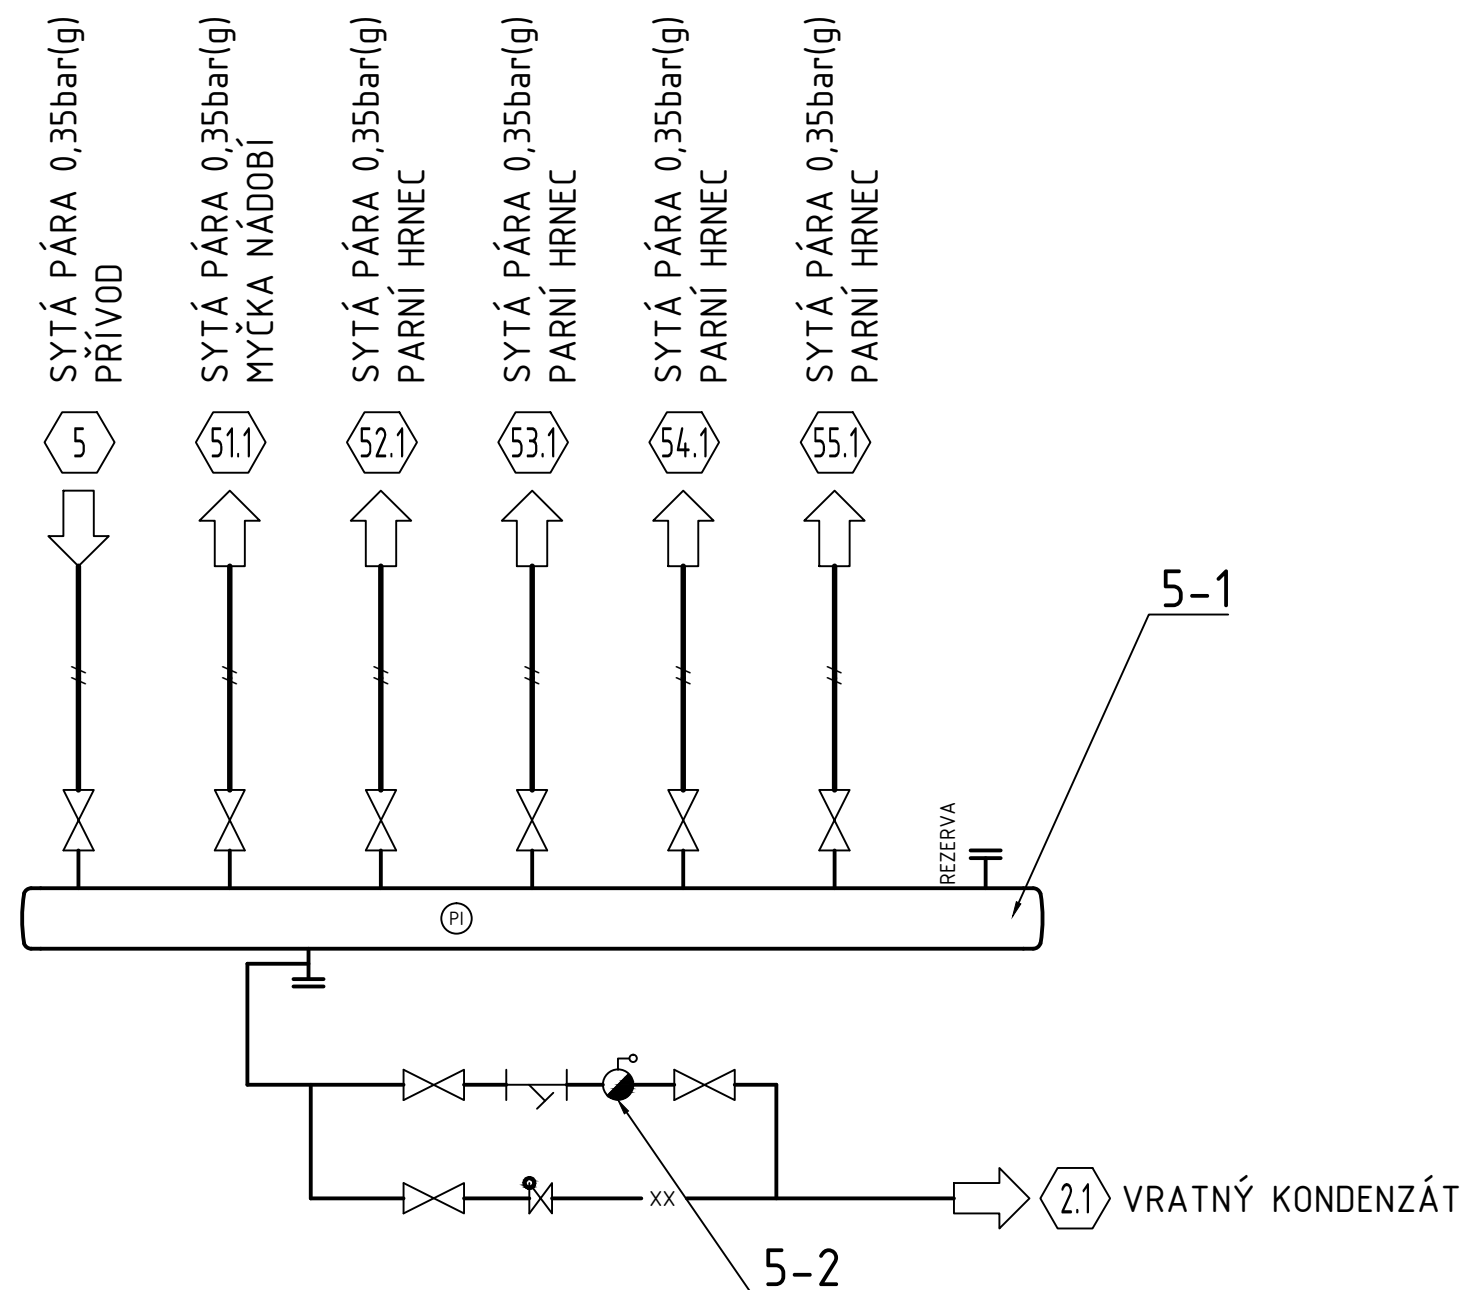 SYTÁ PÁRA 0,35bar(g)
PŘÍVOD
SYTÁ PÁRA 0,35bar(g)
MYČKA NÁDOBÍ
SYTÁ PÁRA 0,35bar(g)
PARNÍ HRNEC
SYTÁ PÁRA 0,35bar(g)
PARNÍ HRNEC
SYTÁ PÁRA 0,35bar(g)
PARNÍ HRNEC
SYTÁ PÁRA 0,35bar(g)
PARNÍ HRNEC
5
51.1
52.1
53.1
54.1
55.1
5-1
REZERVA
PI
XX
2.1
VRATNÝ KONDENZÁT
5-2